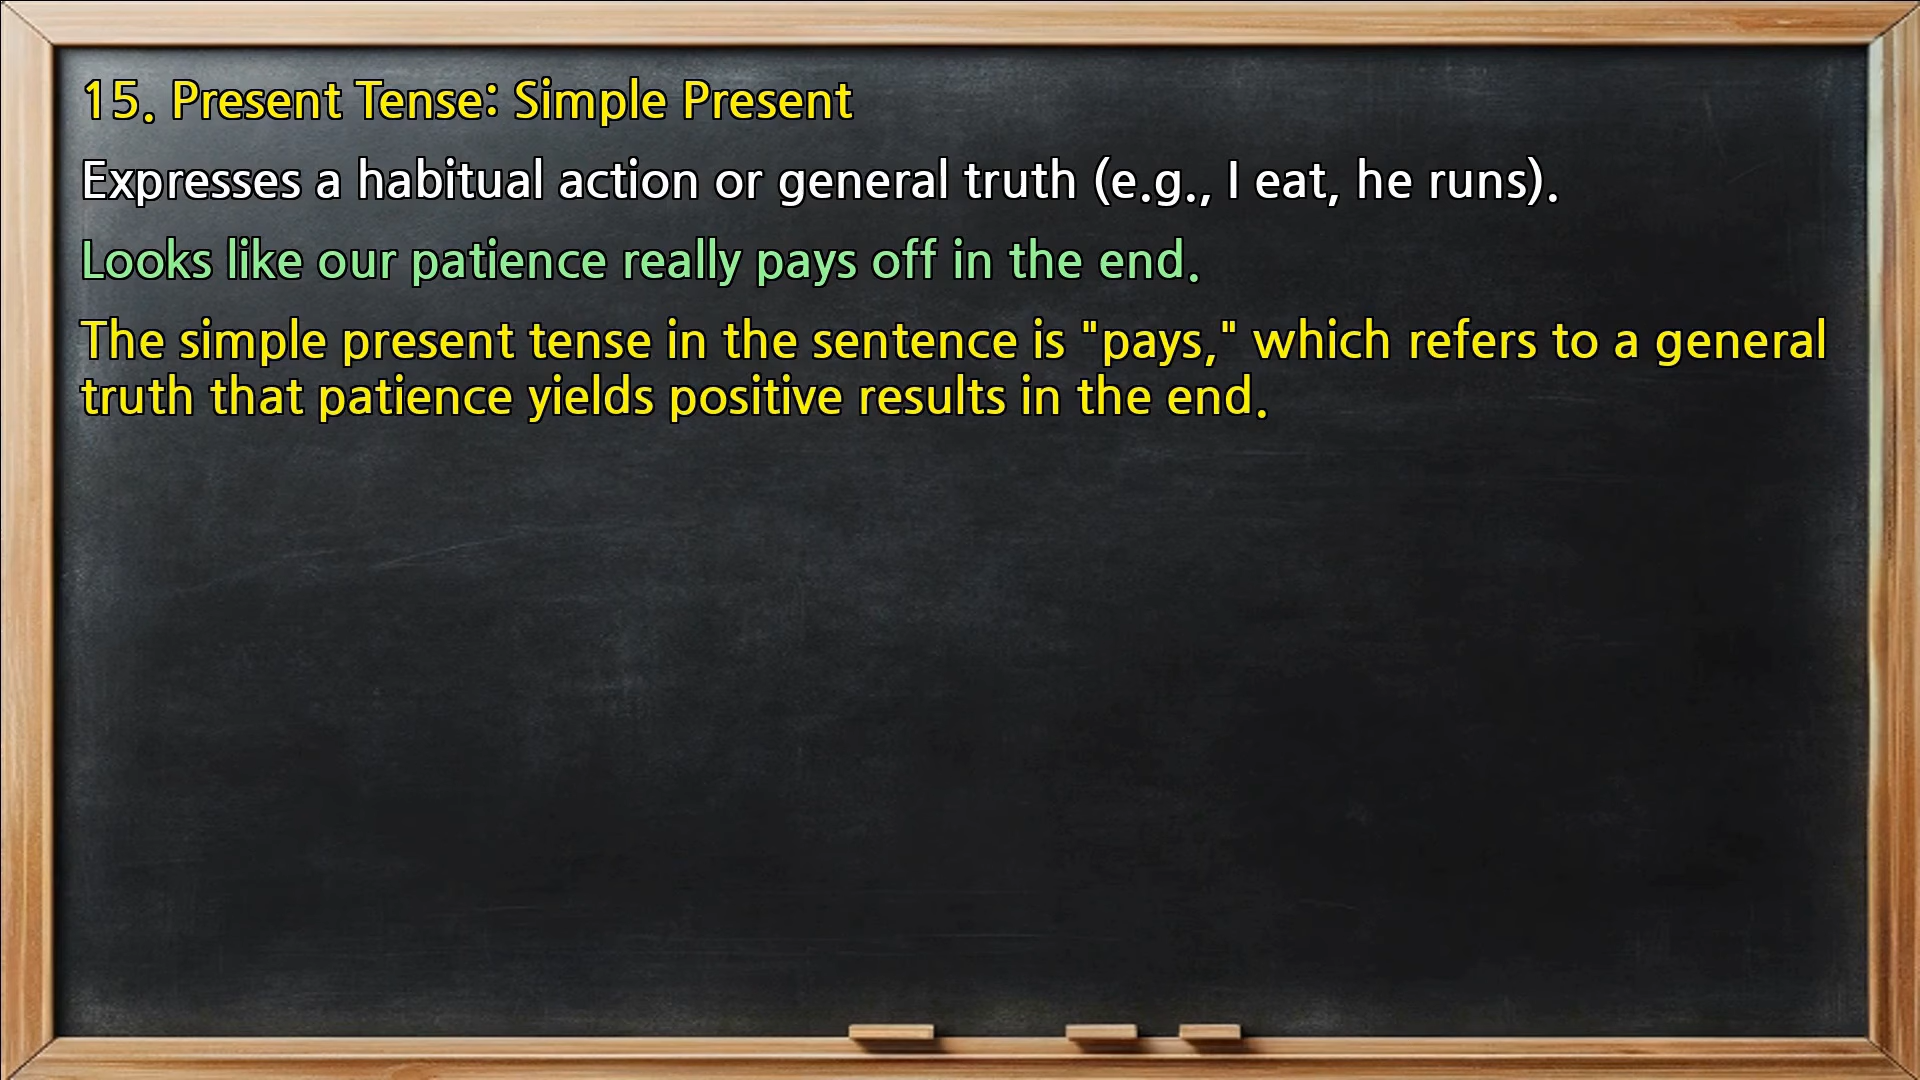 15. Present Tense: Simple Present
Expresses a habitual action or general truth (e.g., I eat, he runs).
Looks like our patience really pays off in the end.
The simple present tense in the sentence is "pays," which refers to a general
truth that patience yields positive results in the end.